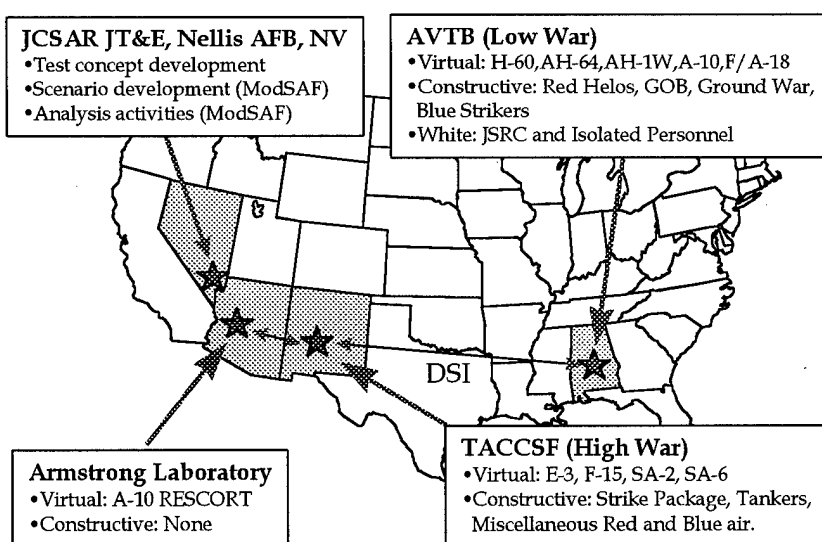 JCSAR JT&E, Nellis AFB, NV
•Test concept development
•Scenario development (ModSAF)
•Analysis activities (ModSAF)
AVTB (Low War)
•Virtual: H-60,AH-64,AH-1W,A-10,F/A-18
•Constructive: Red Helos, GOB, Ground War,
Blue Strikers
•White: JSRC and Isolated Personnel
DSI
Armstrong Laboratory
•Virtual: A-10 RESCORT
•Constructive: None
TACCSF (High War)
•Virtual: E-3, F-15, SA-2, SA-6
•Constructive: Strike Package, Tankers,
Miscellaneous Red and Blue air.